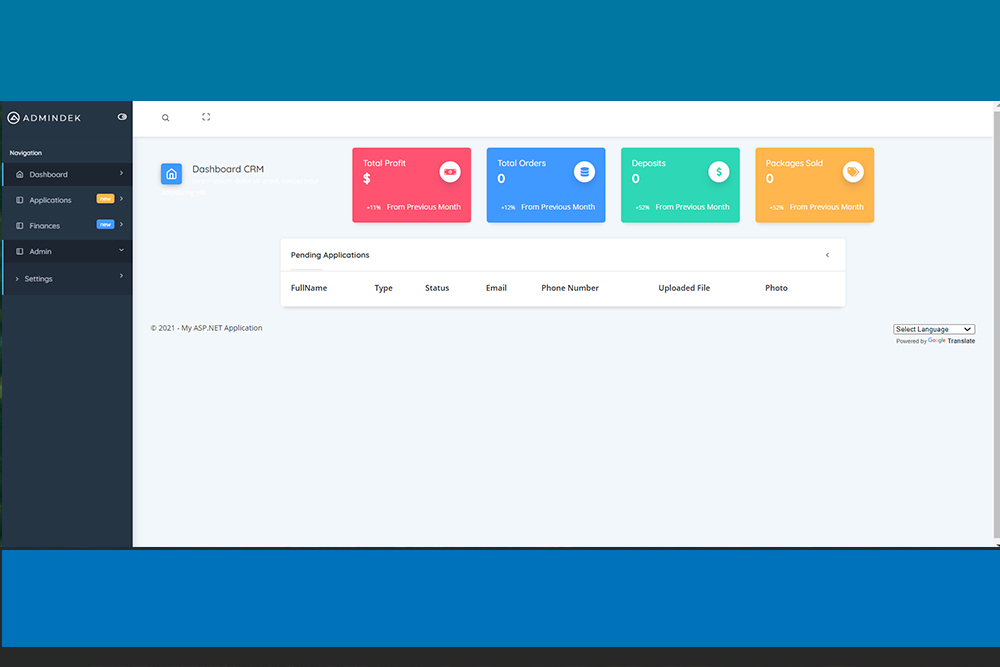 ADMINDEK
Navigation
Dashboard
Applications new
Finances new
Admin
Settings
Dashboard CRM
Total Profit
$
+11% From Previous Month
Total Orders
0
+12% From Previous Month
Deposits
0
+52% From Previous Month
Packages Sold
0
+52% From Previous Month
Pending Applications
FullName Type Status Email Phone Number Uploaded File Photo
© 2021 - My ASP.NET Application
Select Language
Powered by Google Translate